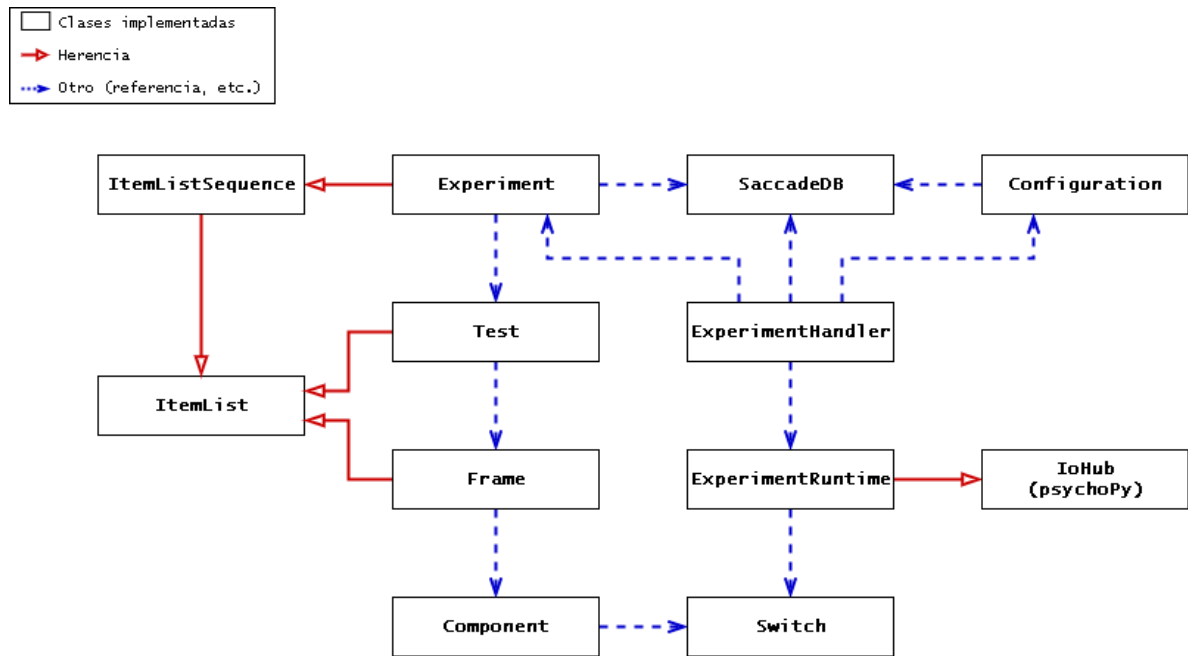 Clases implementadas
Herencia
Otro (referencia, etc.)
ItemListSequence
Experiment
SaccadeDB
Configuration
Test
ExperimentHandler
ItemList
Frame
ExperimentRuntime
IoHub
(psychoPy)
Component
Switch